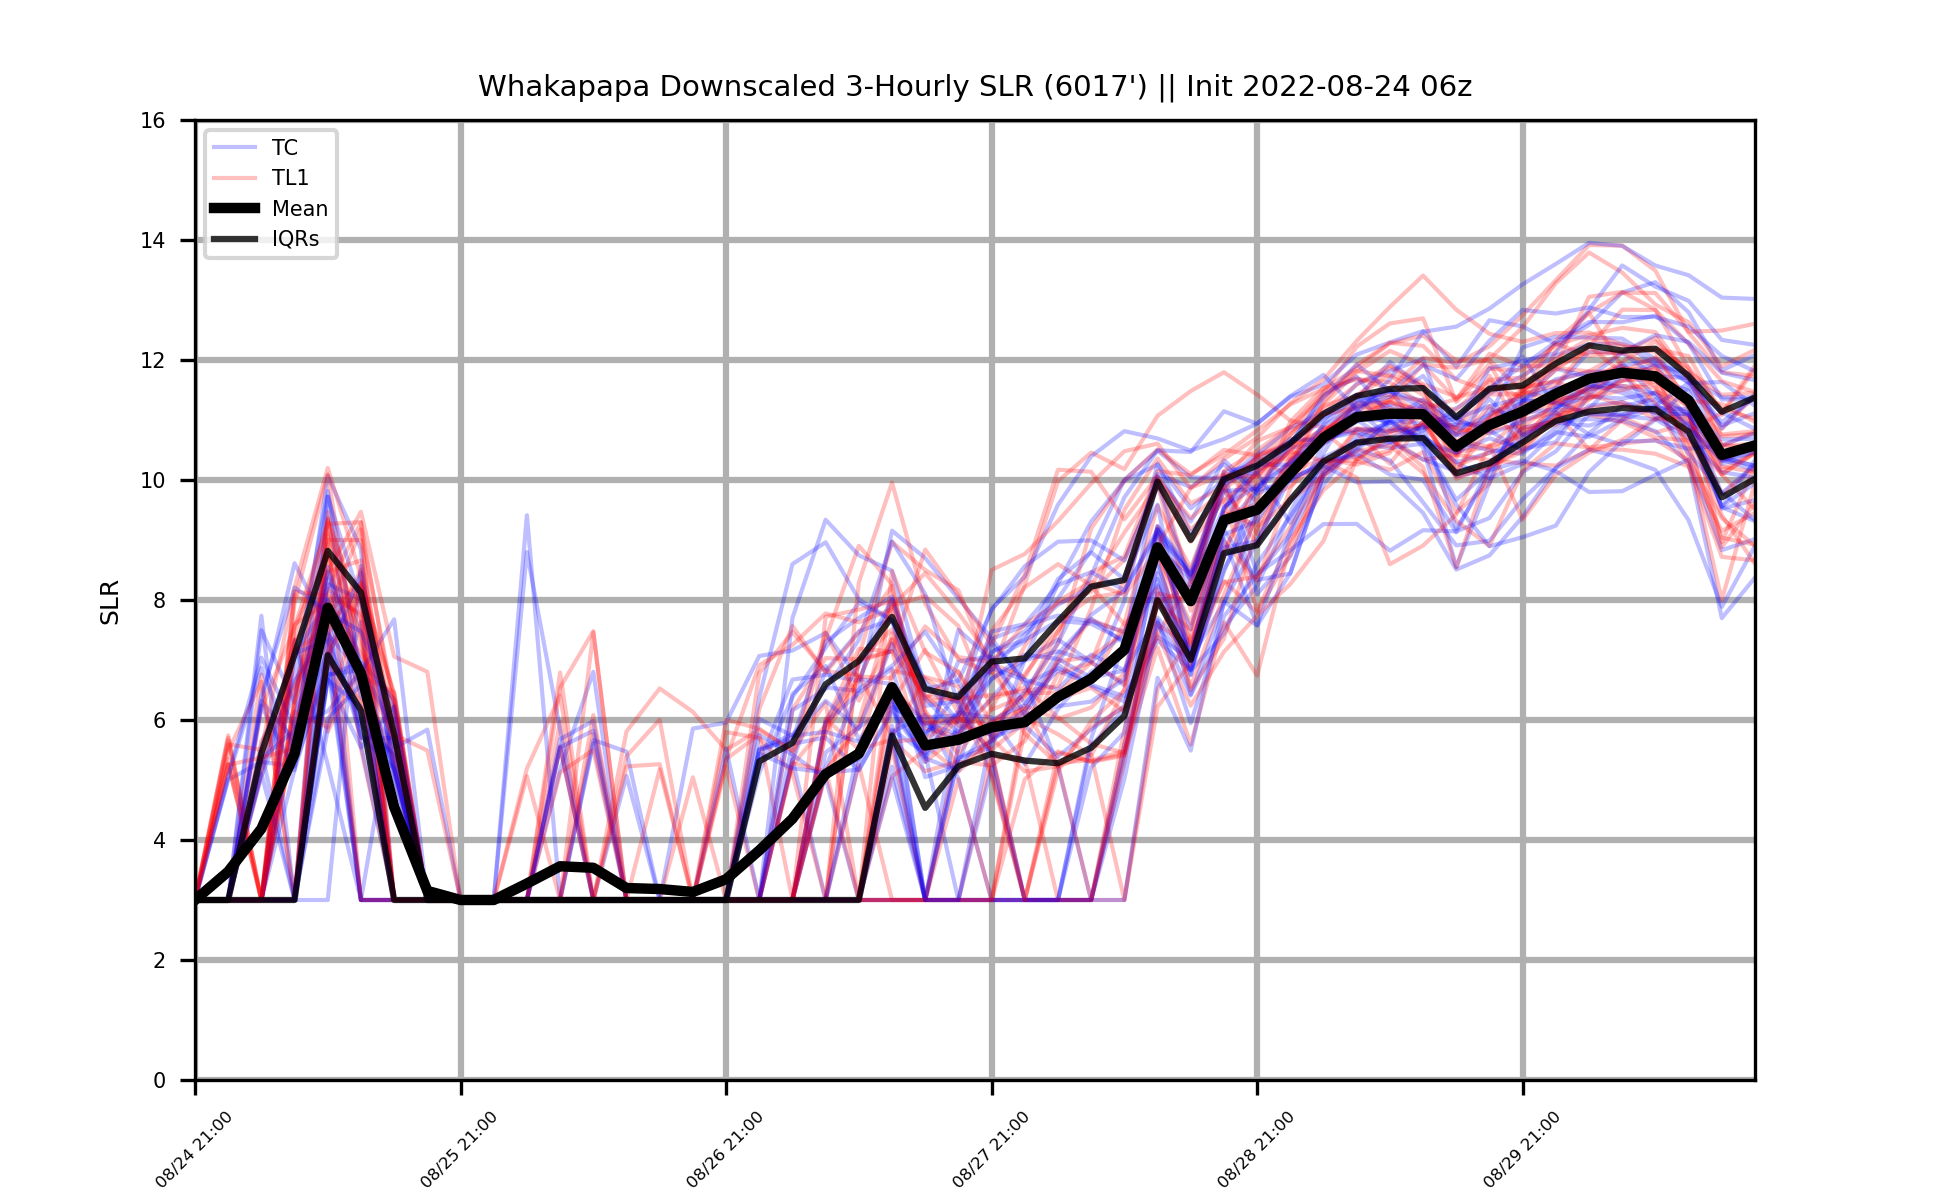 Whakapapa Downscaled 3-Hourly SLR (6017') || Init 2022-08-24 06z
16
14
12
10
8
6
4
2
0
SLR
TC
TL1
Mean
IQRs
08/24 21:00
08/25 21:00
08/26 21:00
08/27 21:00
08/28 21:00
08/29 21:00